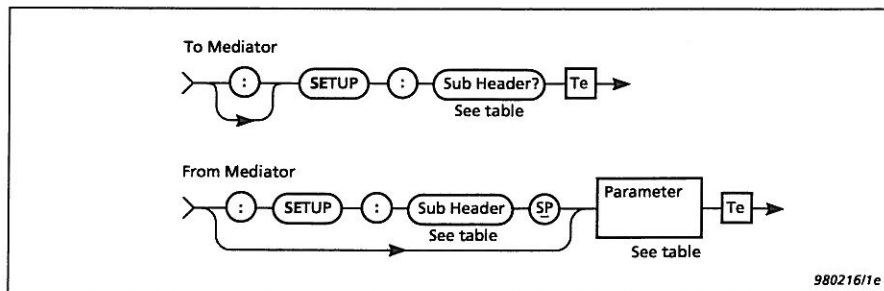 To Mediator
: SETUP : Sub Header? Te
See table
From Mediator
: SETUP : Sub Header SP Parameter Te
See table
See table
980216/1e